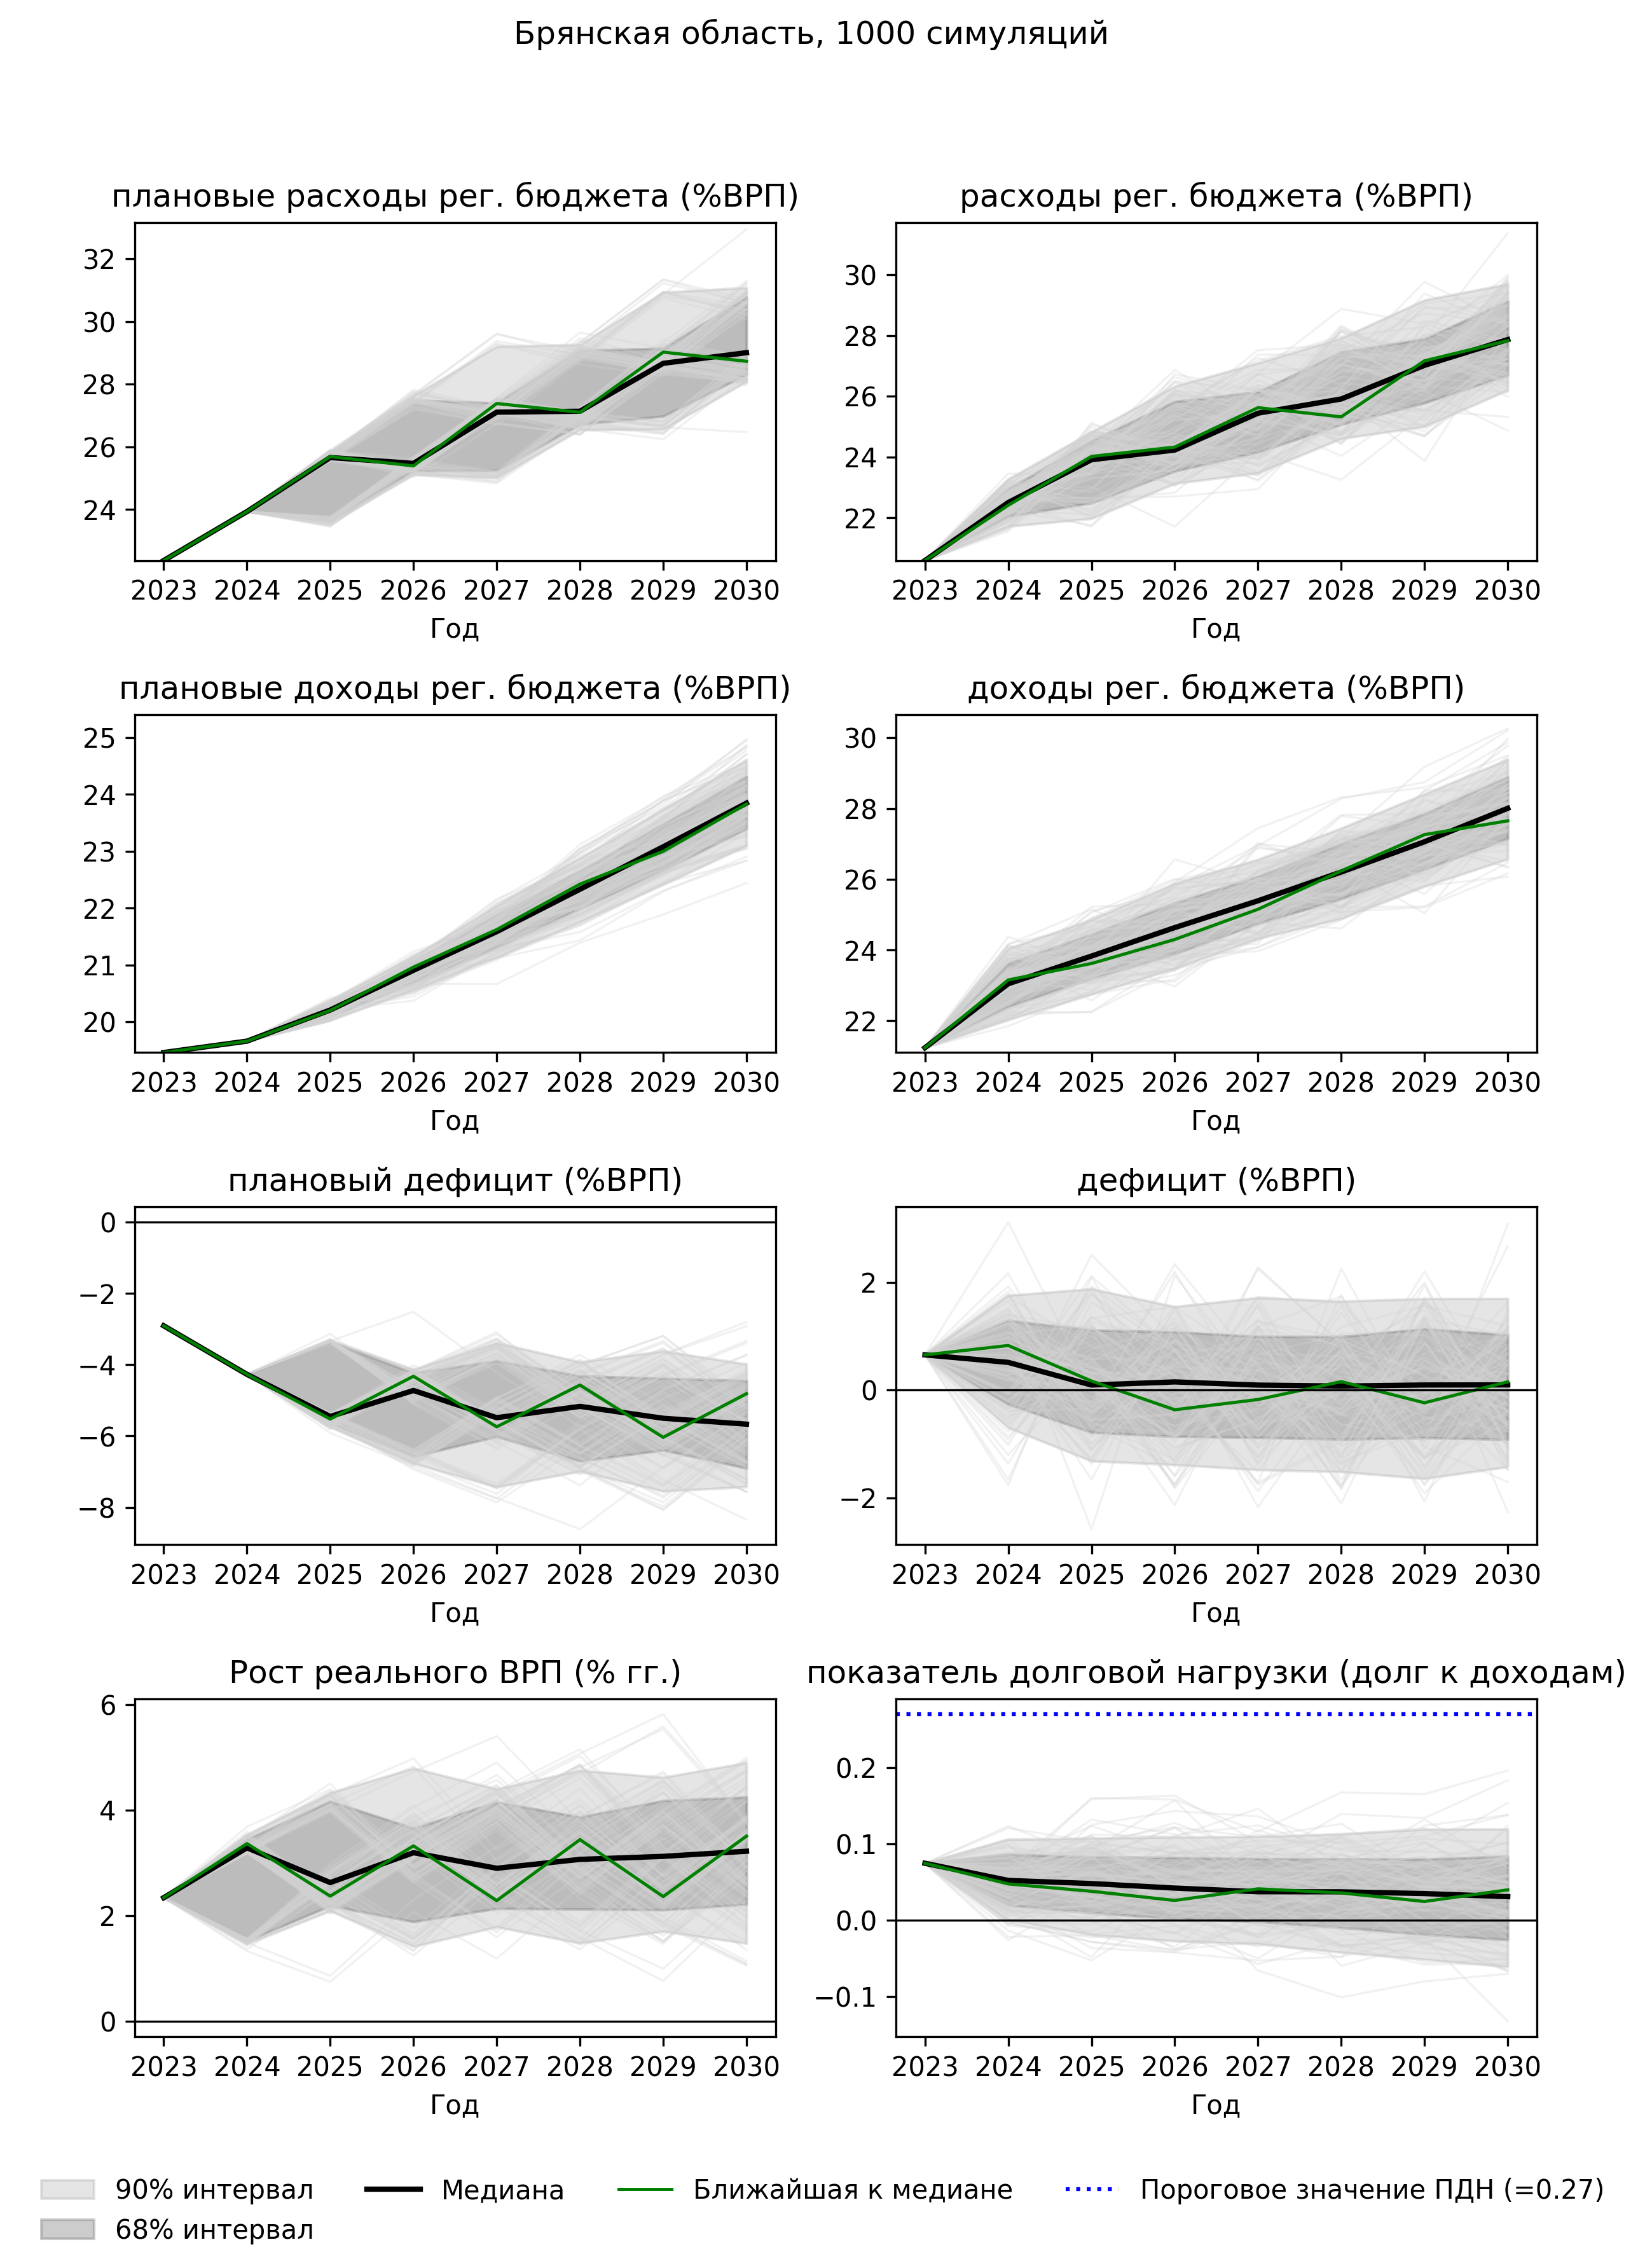 Брянская область, 1000 симуляций
плановые расходы рег. бюджета (%ВРП)
32
30
28
26
24
2023 2024 2025 2026 2027 2028 2029 2030
Год
расходы рег. бюджета (%ВРП)
30
28
26
24
22
2023 2024 2025 2026 2027 2028 2029 2030
Год
плановые доходы рег. бюджета (%ВРП)
25
24
23
22
21
20
2023 2024 2025 2026 2027 2028 2029 2030
Год
доходы рег. бюджета (%ВРП)
30
28
26
24
22
2023 2024 2025 2026 2027 2028 2029 2030
Год
плановый дефицит (%ВРП)
0
−2
−4
−6
−8
2023 2024 2025 2026 2027 2028 2029 2030
Год
дефицит (%ВРП)
2
0
−2
2023 2024 2025 2026 2027 2028 2029 2030
Год
Рост реального ВРП (% гг.)
6
4
2
0
2023 2024 2025 2026 2027 2028 2029 2030
Год
показатель долговой нагрузки (долг к доходам)
0.2
0.1
0.0
−0.1
2023 2024 2025 2026 2027 2028 2029 2030
Год
90% интервал
68% интервал
Медиана
Ближайшая к медиане
Пороговое значение ПДН (=0.27)